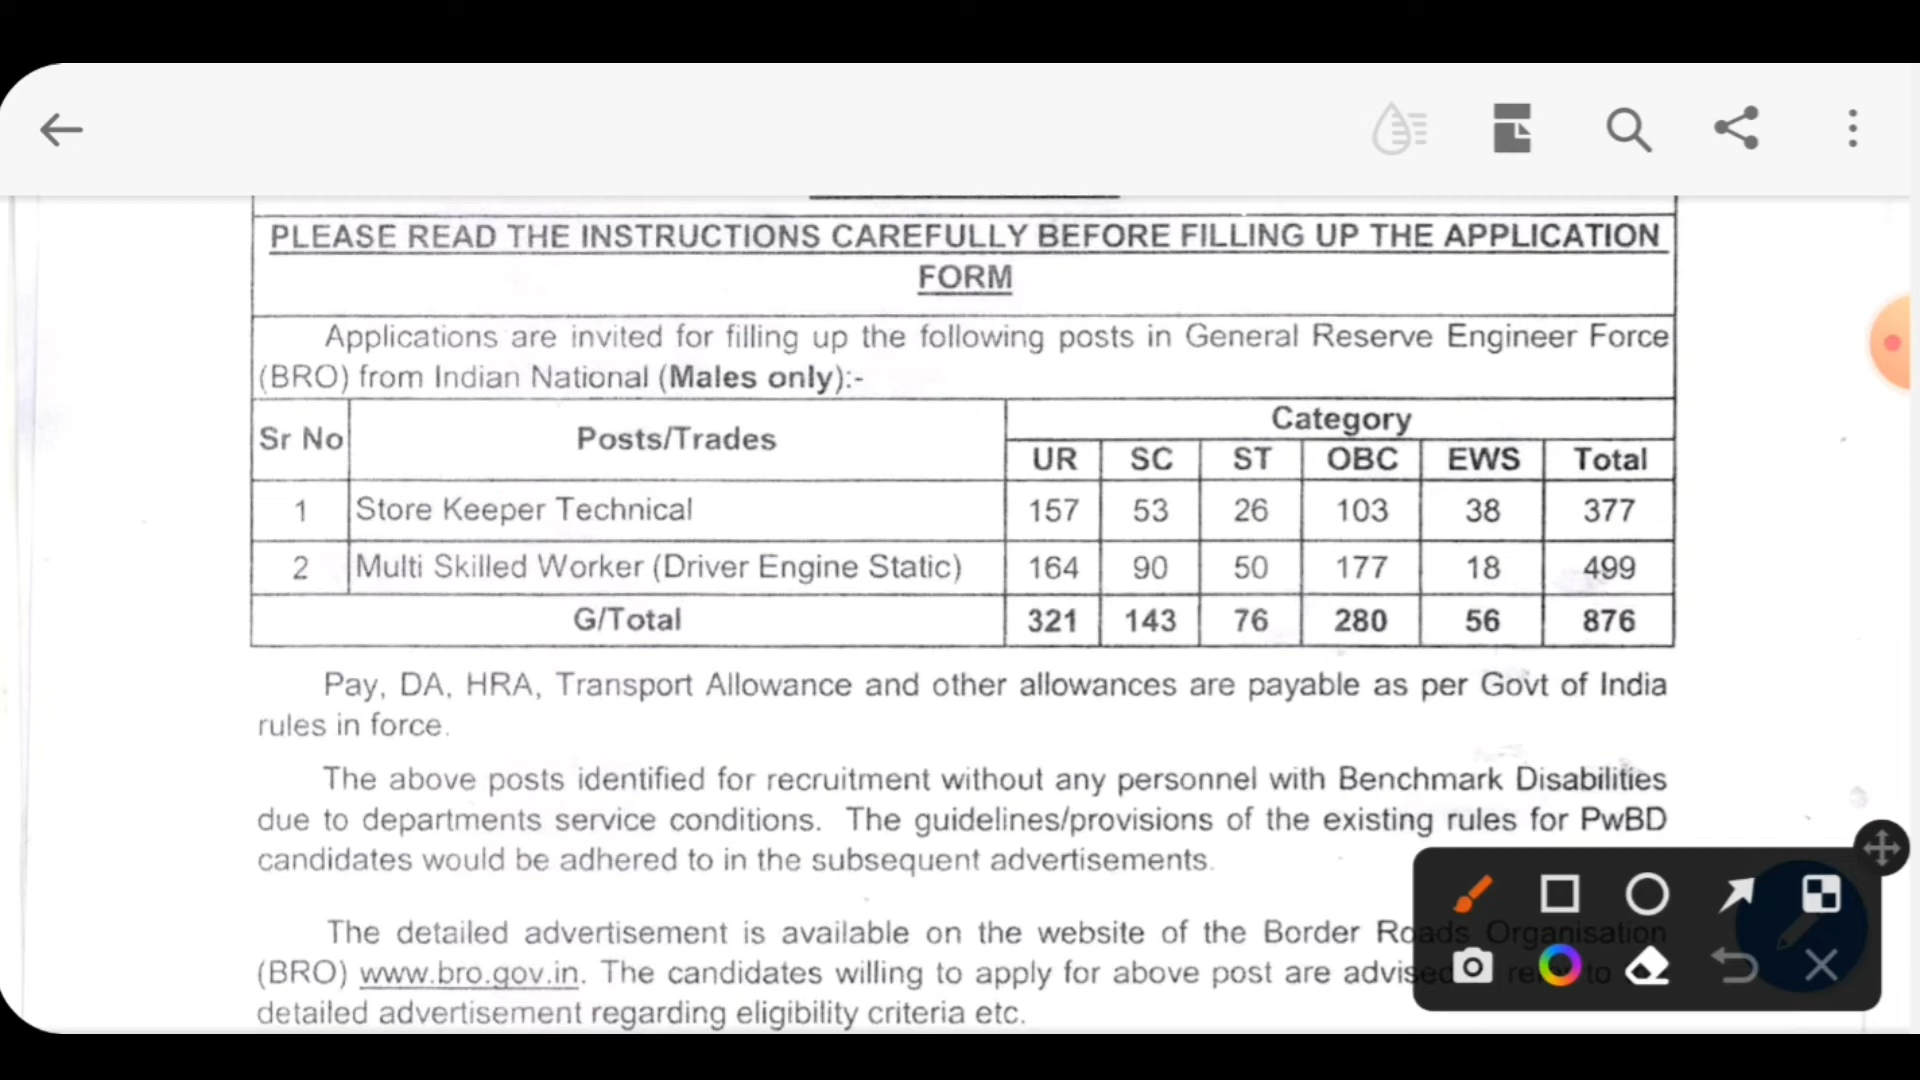 PLEASE READ THE INSTRUCTIONS CAREFULLY BEFORE FILLING UP THE APPLICATION
FORM
Applications are invited for filling up the following posts in General Reserve Engineer Force
(BRO) from Indian National (Males only):-
Sr No Posts/Trades Category
UR SC ST OBC EWS Total
1 Store Keeper Technical 157 53 26 103 38 377
2 Multi Skilled Worker (Driver Engine Static) 164 90 50 177 18 499
G/Total 321 143 76 280 56 876
Pay, DA, HRA, Transport Allowance and other allowances are payable as per Govt of India
rules in force.
The above posts identified for recruitment without any personnel with Benchmark Disabilities
due to departments service conditions. The guidelines/provisions of the existing rules for PwBD
candidates would be adhered to in the subsequent advertisements.
The detailed advertisement is available on the website of the Border Roads Organisation
(BRO) www.bro.gov.in. The candidates willing to apply for above post are to
detailed advertisement regarding eligibility criteria etc.